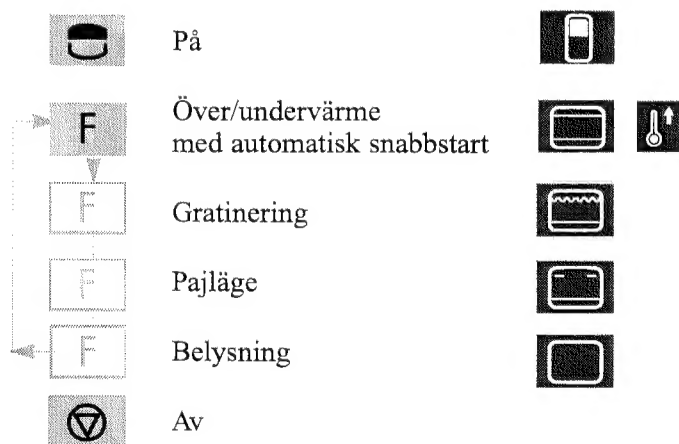 På
F Över/undervärme
med automatisk snabbstart
F Gratinering
F Pajläge
F Belysning
Av